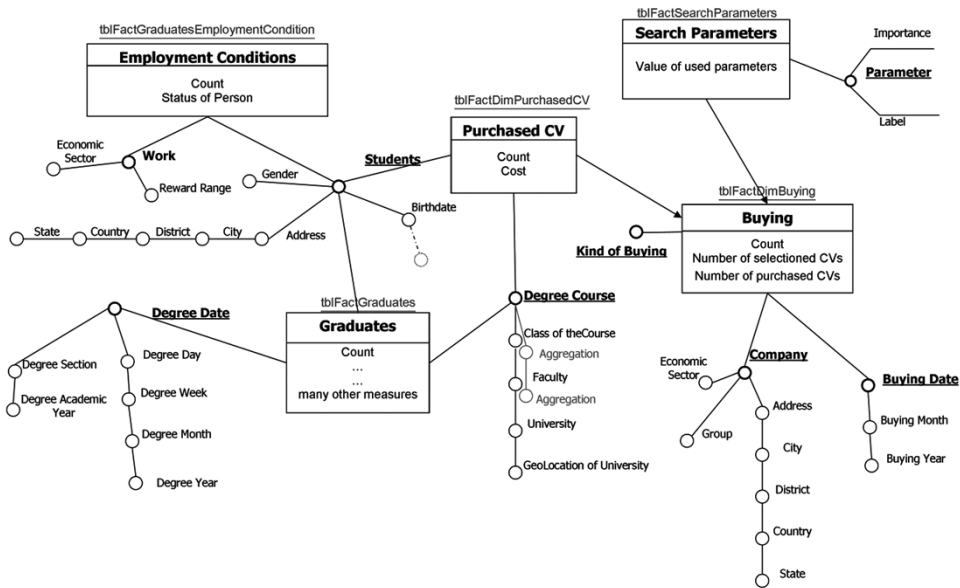 tblFactGraduatesEmploymentCondition
Employment Conditions
Count
Status of Person
tblFactSearchParameters
Search Parameters
Value of used parameters
Importance
Parameter
Label
tblFactDimPurchasedCV
Purchased CV
Count
Cost
Economic
Sector
Work
Reward Range
Students
Gender
Birthdate
State
Country
District
City
Address
tblFactDimBuying
Buying
Count
Number of selectioned CVs
Number of purchased CVs
Kind of Buying
tblFactGraduates
Graduates
Count
...
...
many other measures
Degree Date
Degree Section
Degree Academic
Year
Degree Day
Degree Week
Degree Month
Degree Year
Degree Course
Class of theCourse
Aggregation
Faculty
Aggregation
University
GeoLocation of University
Economic
Sector
Company
Group
Address
City
District
Country
State
Buying Date
Buying Month
Buying Year